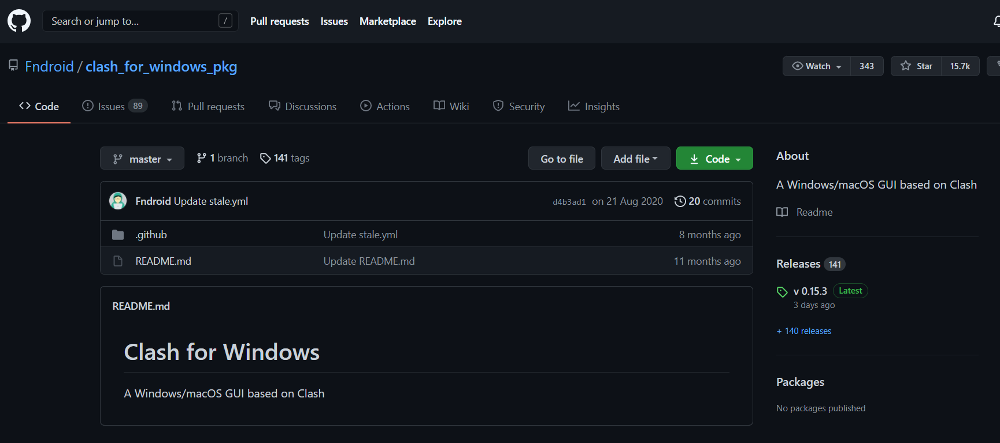 Search or jump to... /
Pull requests Issues Marketplace Explore
Fndroid / clash_for_windows_pkg
Watch 343 Star 15.7k
Code Issues 89 Pull requests Discussions Actions Wiki Security Insights
master 1 branch 141 tags
Go to file Add file Code
Fndroid Update stale.yml d4b3ad1 on 21 Aug 2020 20 commits
.github Update stale.yml 8 months ago
README.md Update README.md 11 months ago
README.md
Clash for Windows
A Windows/macOS GUI based on Clash
About
A Windows/macOS GUI based on Clash
Readme
Releases 141
v 0.15.3 Latest
3 days ago
+ 140 releases
Packages
No packages published